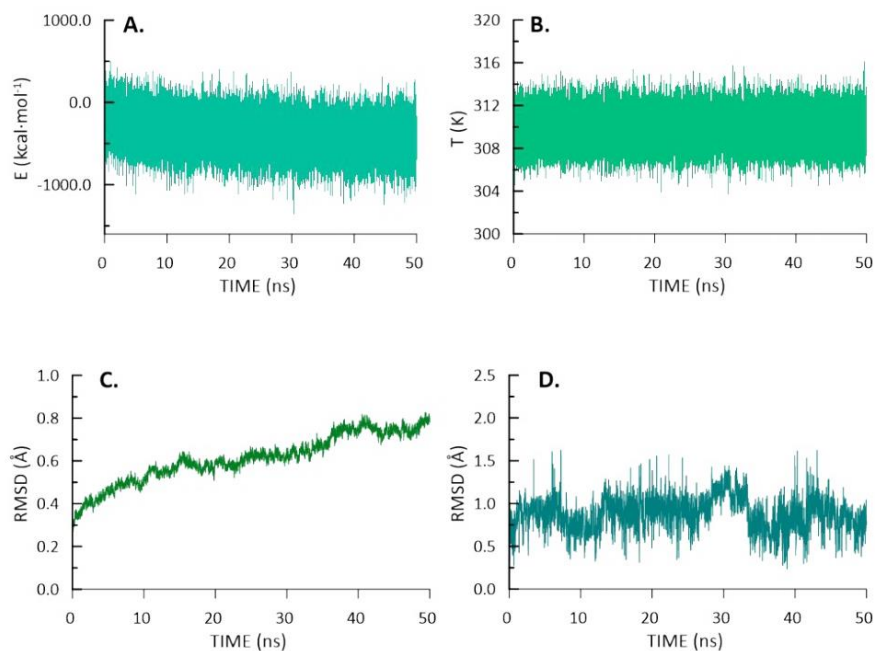 A.
E (kcal·mol⁻¹)
1000.0
0.0
-1000.0
0 10 20 30 40 50
TIME (ns)
B.
T (K)
320
316
312
308
304
300
0 10 20 30 40 50
TIME (ns)
C.
RMSD (Å)
1.0
0.8
0.6
0.4
0.2
0.0
0 10 20 30 40 50
TIME (ns)
D.
RMSD (Å)
2.5
2.0
1.5
1.0
0.5
0.0
0 10 20 30 40 50
TIME (ns)